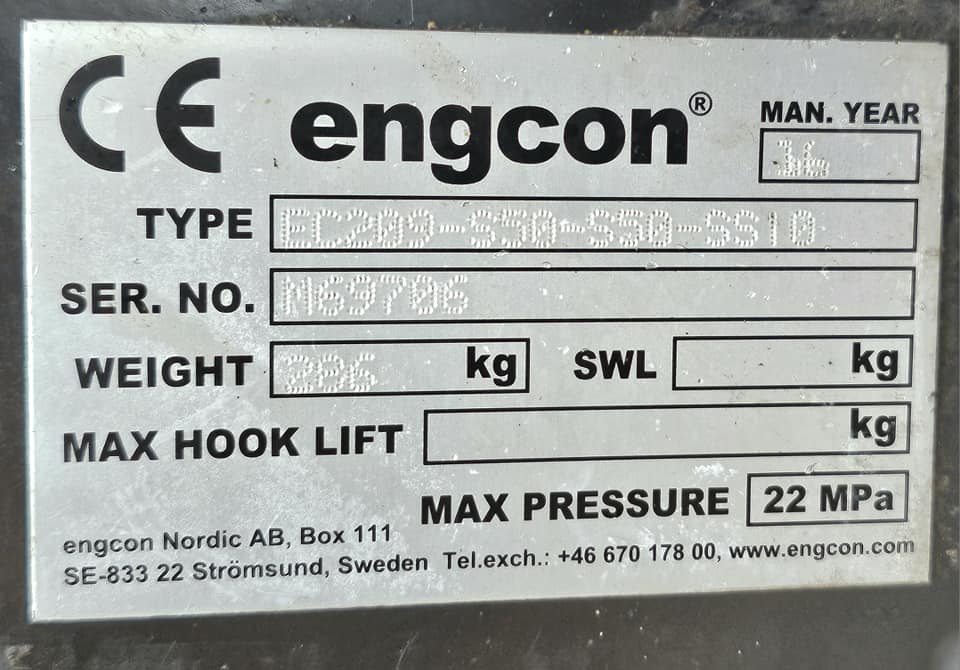 CE engcon®
MAN. YEAR
16
TYPE EC209-S50-S50-SS10
SER. NO. N69706
WEIGHT kg SWL kg
MAX HOOK LIFT kg
MAX PRESSURE 22 MPa
engcon Nordic AB, Box 111
SE-833 22 Strömsund, Sweden Tel.exch.: +46 670 178 00, www.engcon.com